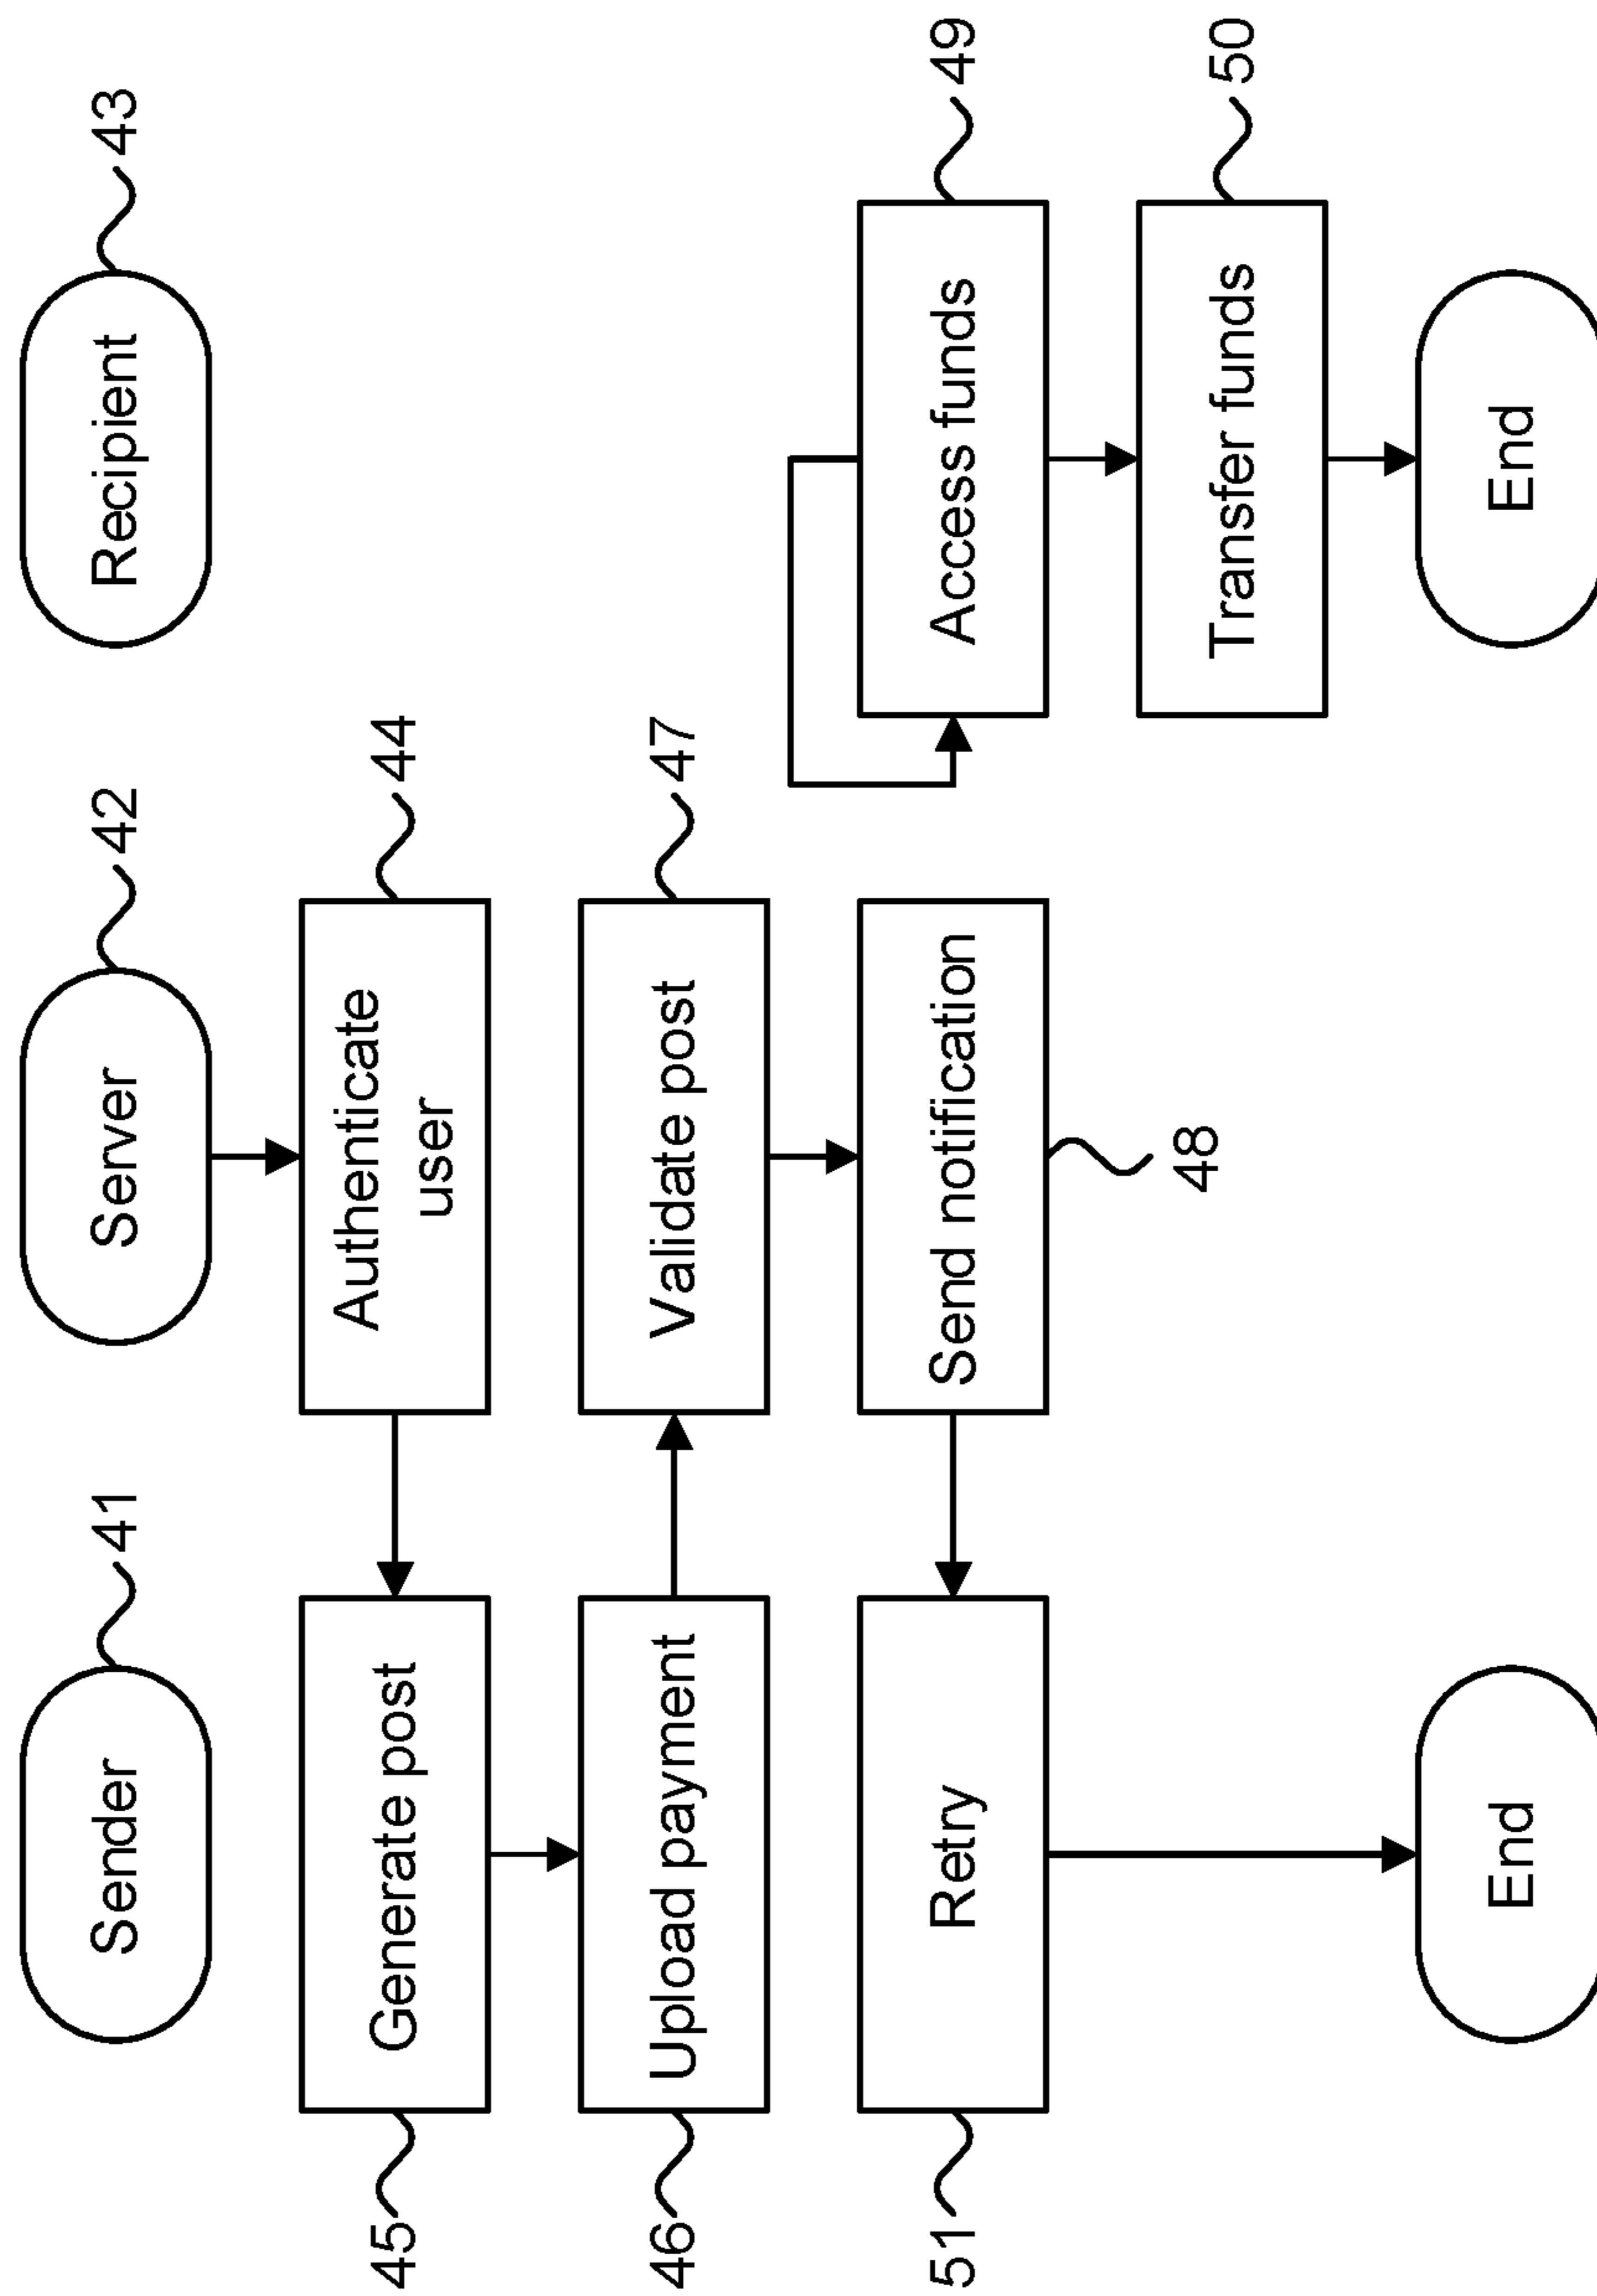 41
Sender
42
Server
43
Recipient
45
Generate post
44
Authenticate
user
46
Upload payment
47
Validate post
51
Retry
Send notification
48
49
Access funds
50
Transfer funds
End
End